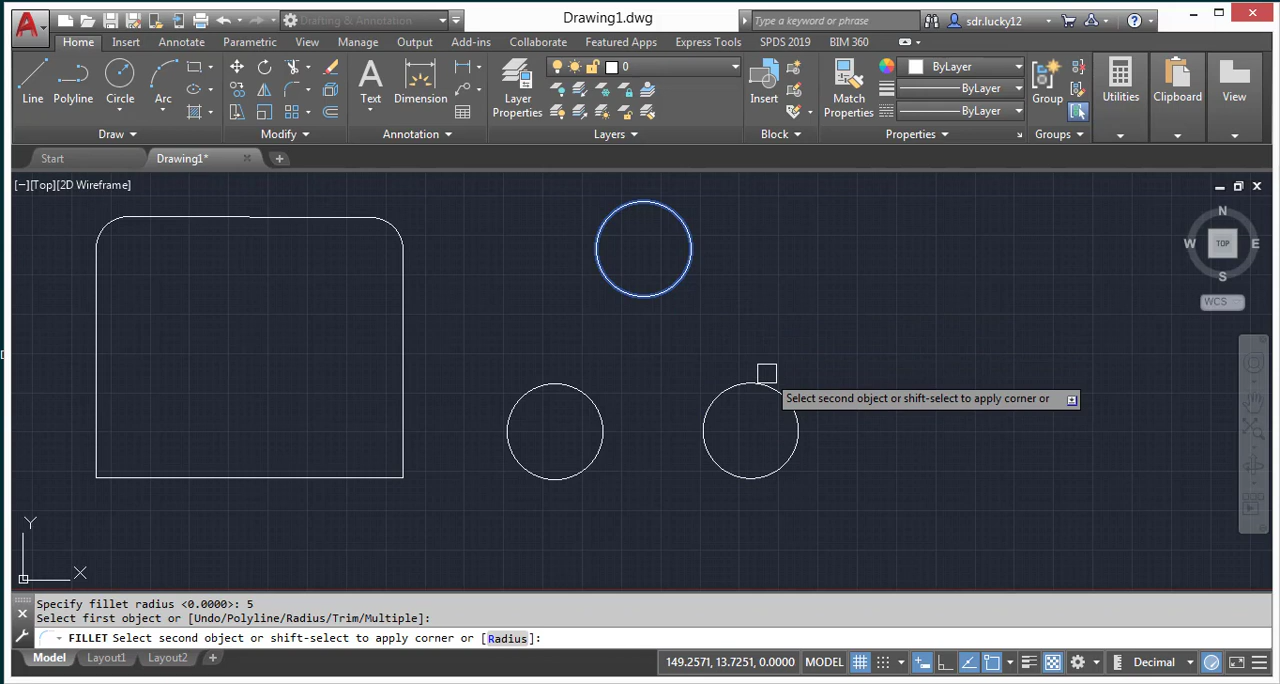 Drafting & Annotation
Drawing1.dwg
Type a keyword or phrase
sdr.lucky12
Home Insert Annotate Parametric View Manage Output Add-ins Collaborate Featured Apps Express Tools SPDS 2019 BIM 360
Line Polyline Circle Arc
Text Dimension
Layer Properties
0
Insert
Match Properties
ByLayer
ByLayer
ByLayer
Group
Utilities Clipboard View
Draw Modify Annotation Layers Block Properties Groups
Start Drawing1* +
[−][Top][2D Wireframe]
N
W TOP E
S
WCS
Select second object or shift-select to apply corner or
Y
X
Specify fillet radius <0.0000>: 5
Select first object or [Undo/Polyline/Radius/Trim/Multiple]:
FILLET Select second object or shift-select to apply corner or [Radius]:
Model Layout1 Layout2 +
149.2571, 13.7251, 0.0000 MODEL
Decimal